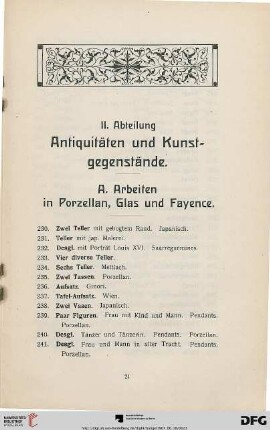 II. Abteilung
Antiquitäten und Kunst-
gegenstände.
A. Arbeiten
in Porzellan, Glas und Fayence.
230. Zwei Teller mit gebogtem Rand. Japanisch.
231. Teller mit jap. Malerei.
232. Desgl. mit Porträt Louis XVI. Saargemünd
233. Vier diverse Teller.
234. Sechs Teller. Mettlach.
235. Zwei Tassen. Porzellan.
236. Aufsatz. Ginori.
237. Tafel-Aufsatz. Wien.
238. Zwei Vasen. Japanisch.
239. Paar Figuren. Frau mit Kind und Mann. Pendants.
Porzellan.
240. Desgl. Tänzer und Tänzerin. Pendants. Porzellan.
241. Desgl. Frau und Mann in alter Tracht. Pendants.
Porzellan.
21
DFG